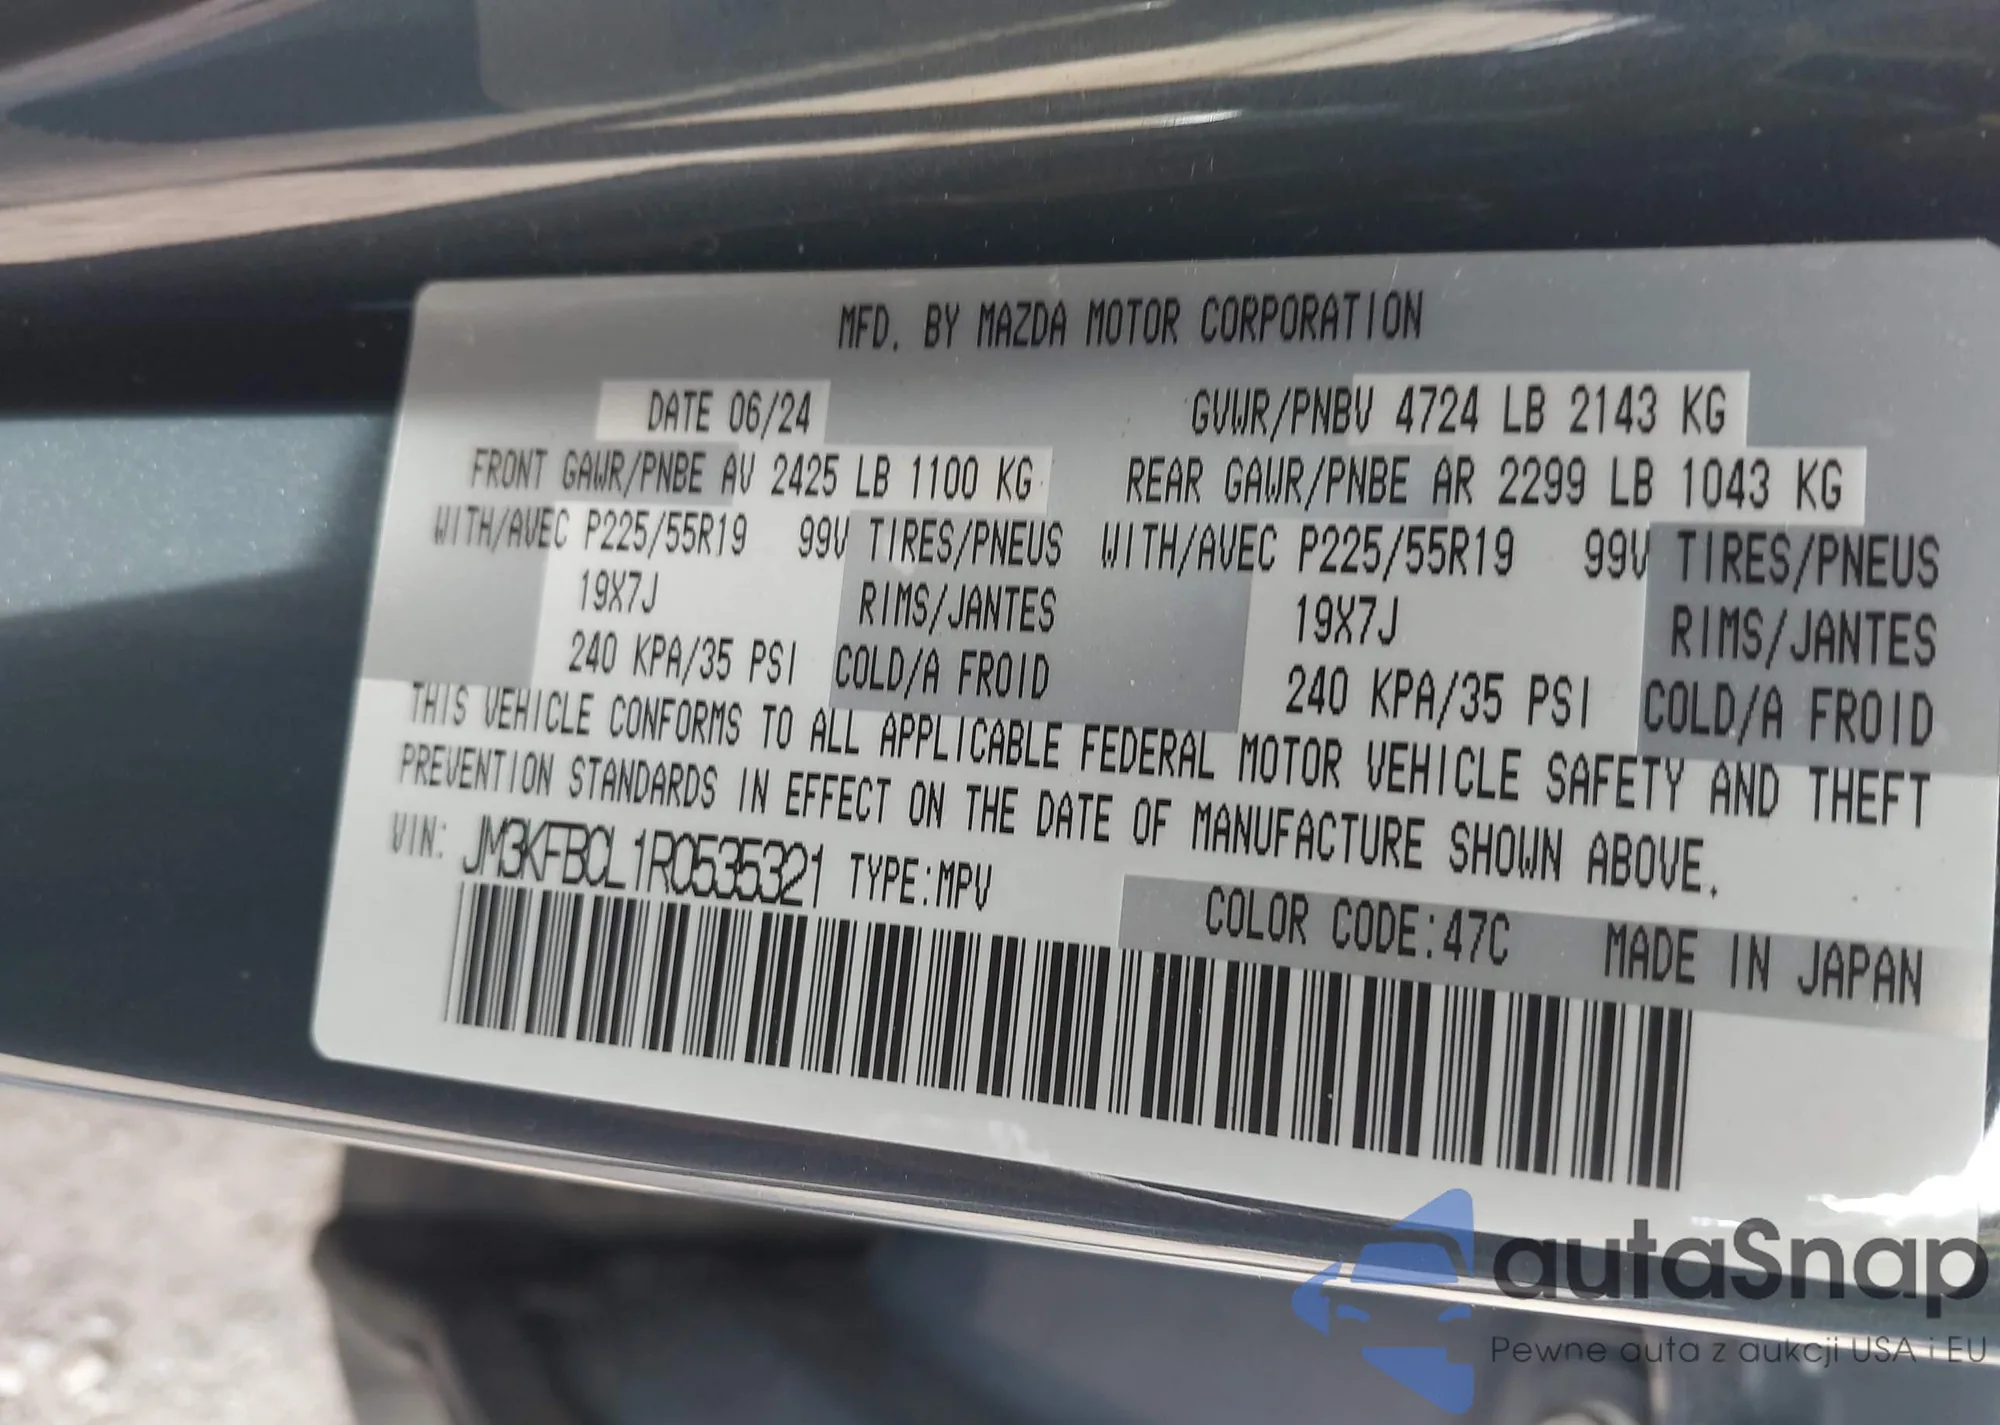 MFD. BY MAZDA MOTOR CORPORATION
DATE 06/24 GVWR/PNBV 4724 LB 2143 KG
FRONT GAWR/PNBE AV 2425 LB 1100 KG REAR GAWR/PNBE AR 2299 LB 1043 KG
WITH/AVEC P225/55R19 99V TIRES/PNEUS WITH/AVEC P225/55R19 99V TIRES/PNEUS
19X7J RIMS/JANTES 19X7J RIMS/JANTES
240 KPA/35 PSI COLD/A FROID 240 KPA/35 PSI COLD/A FROID
THIS VEHICLE CONFORMS TO ALL APPLICABLE FEDERAL MOTOR VEHICLE SAFETY AND THEFT
PREVENTION STANDARDS IN EFFECT ON THE DATE OF MANUFACTURE SHOWN ABOVE.
VIN: JM3KFBCL1R0535321 TYPE:MPV
COLOR CODE:47C MADE IN JAPAN
autaSnap
Pewne auta z aukcji USA i EU